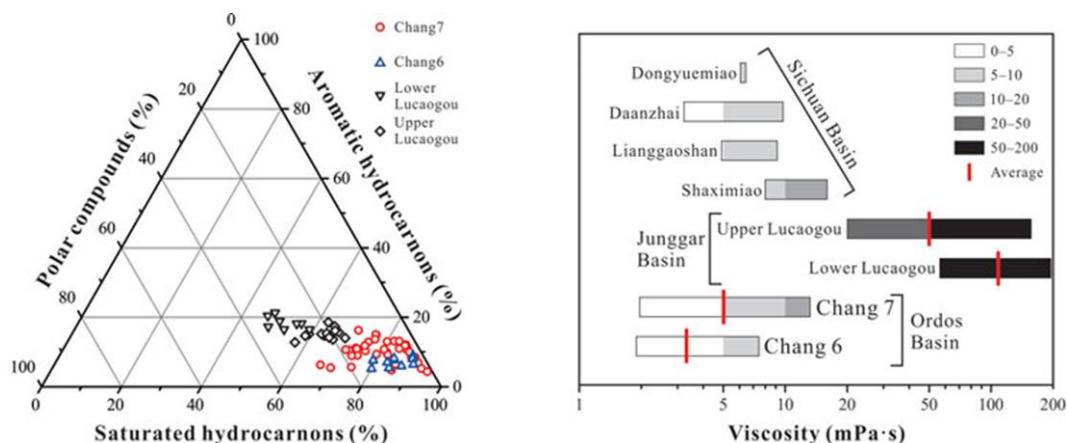 0
100
20
80
40
60
60
40
80
20
100
0
0
20
40
60
80
100
Polar compounds (%)
Aromatic hydrocarnons (%)
Saturated hydrocarnons (%)
Chang7
Chang6
Lower
Lucaogou
Upper
Lucaogou
Dongyuemiao
Daanzhai
Lianggaoshan
Shaximiao
Sichuan Basin
Junggar
Basin
Upper Lucaogou
Lower Lucaogou
Chang 7
Chang 6
Ordos
Basin
0–5
5–10
10–20
20–50
50–200
Average
1
5
10
50
100
200
Viscosity (mPa·s)